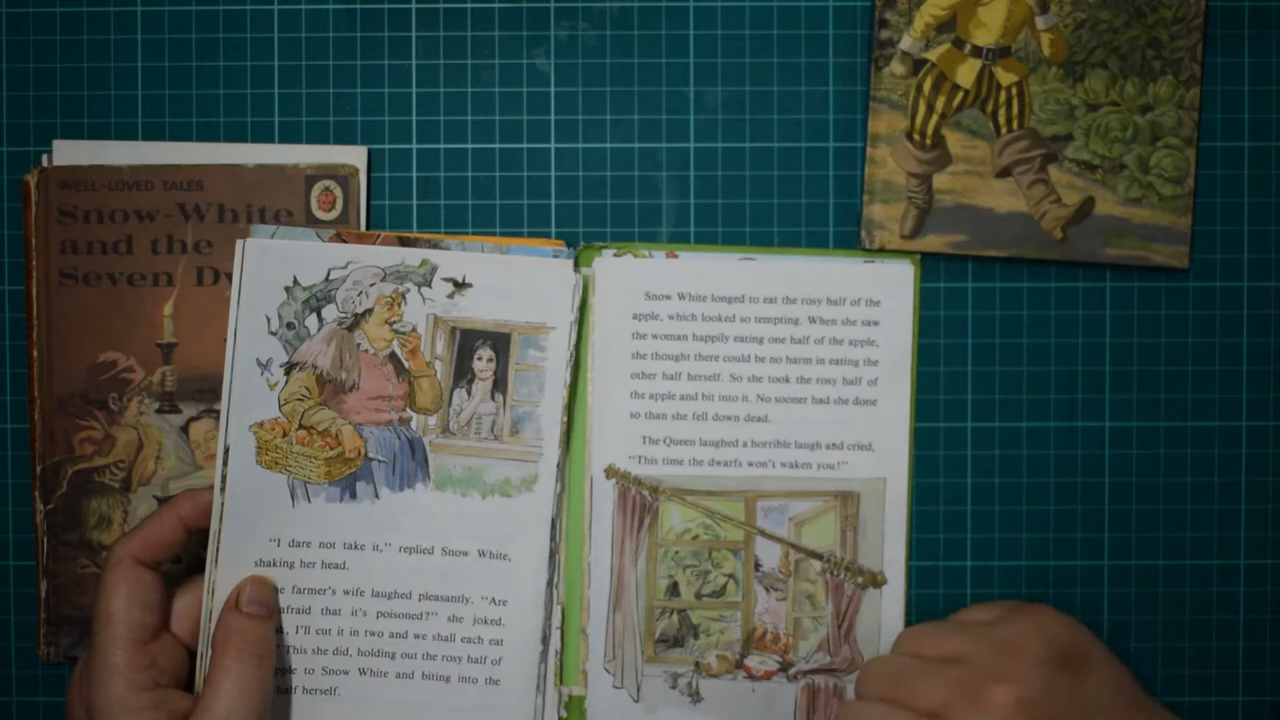 WELL-LOVED TALES
Snow-White
and the
Seven
"I dare not take it," replied Snow White,
shaking her head.
farmer's wife laughed pleasantly. "Are
afraid that it's poisoned?" she joked.
I'll cut it in two and we shall each eat
This she did, holding out the rosy half of
to Snow White and biting into the
half herself.
Snow White longed to eat the rosy half of the
apple, which looked so tempting. When she saw
the woman happily eating one half of the apple,
she thought there could be no harm in eating the
other half herself. So she took the rosy half of
the apple and bit into it. No sooner had she done
so than she fell down dead.
The Queen laughed a horrible laugh and cried,
"This time the dwarfs won't waken you!"